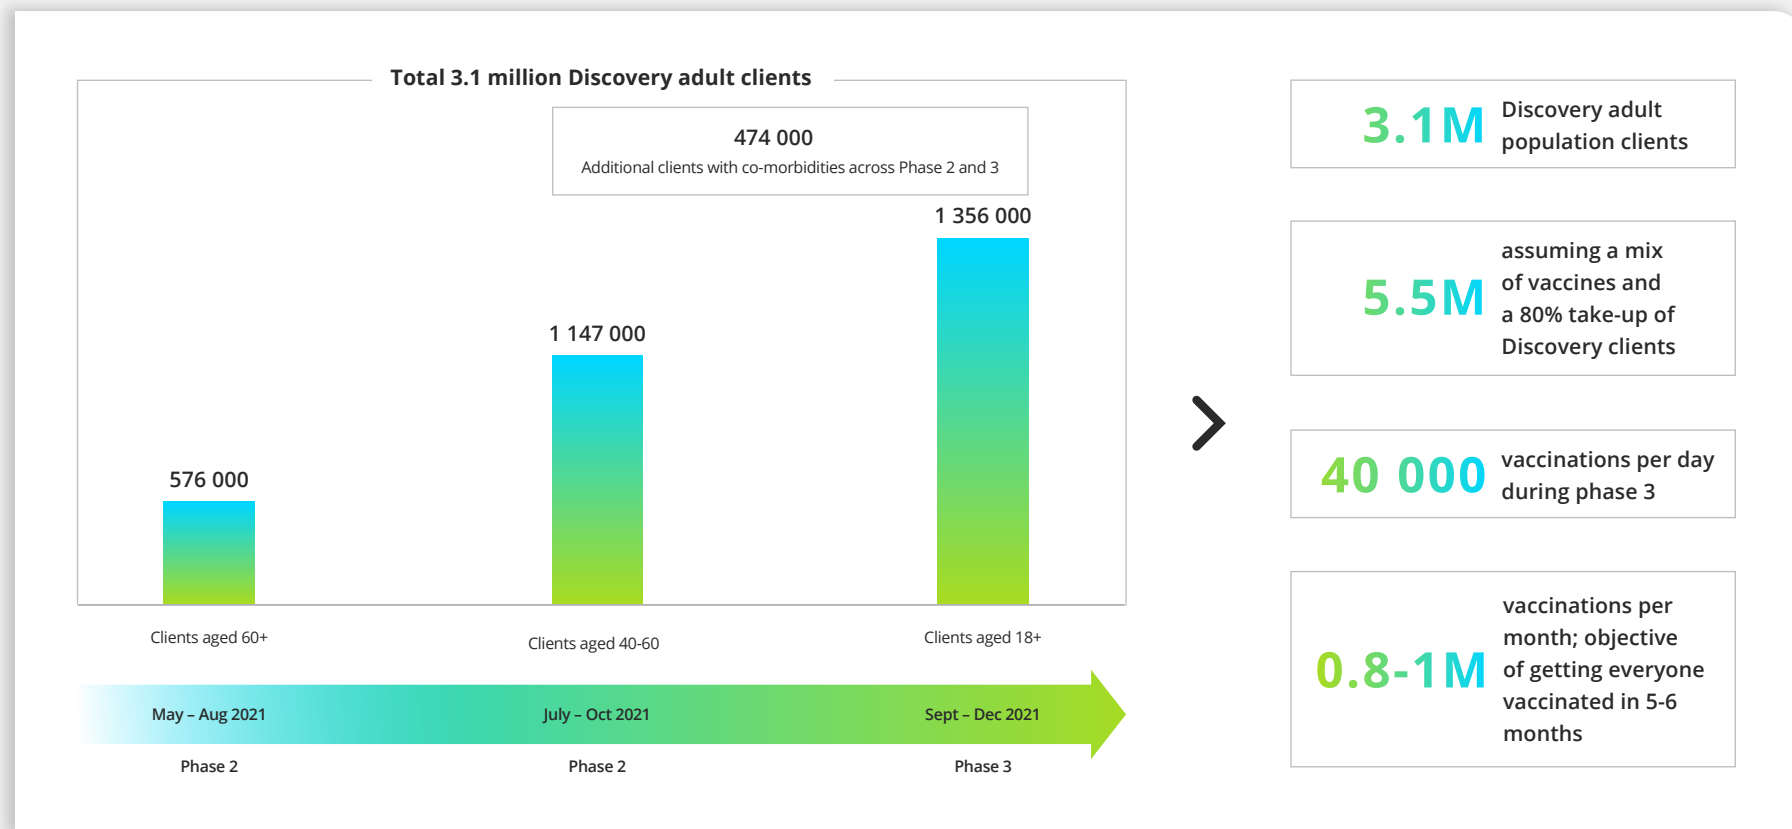 Total 3.1 million Discovery adult clients
474 000
Additional clients with co-morbidities across Phase 2 and 3
1 356 000
1 147 000
576 000
Clients aged 60+
Clients aged 40-60
Clients aged 18+
May – Aug 2021
July – Oct 2021
Sept – Dec 2021
Phase 2
Phase 2
Phase 3
3.1M
Discovery adult
population clients
5.5M
assuming a mix
of vaccines and
a 80% take-up of
Discovery clients
40 000
vaccinations per day
during phase 3
0.8-1M
vaccinations per
month; objective
of getting everyone
vaccinated in 5-6
months